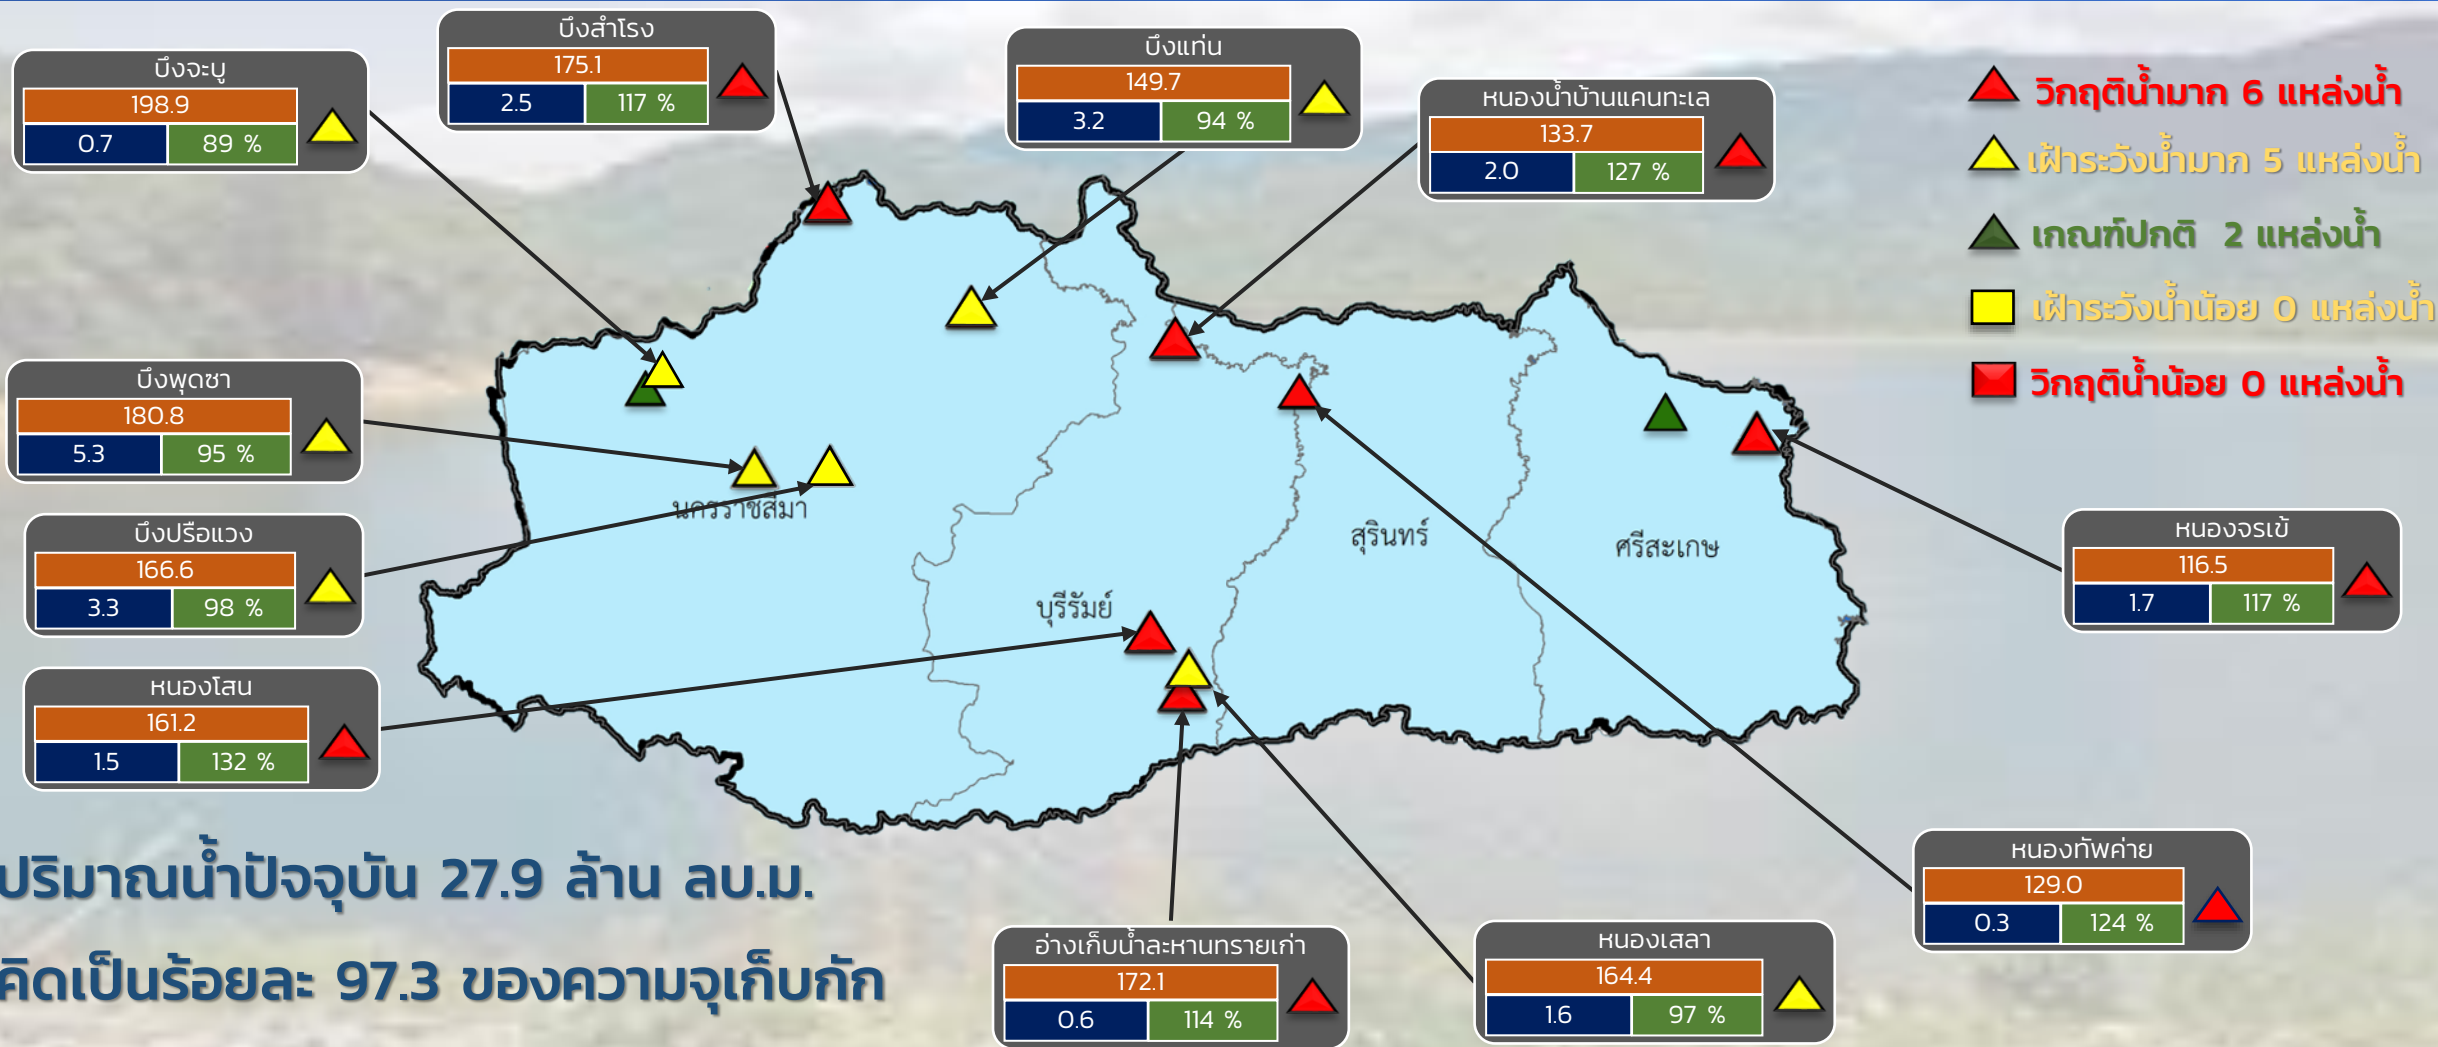 บึงจะบู
198.9
0.7 89 %
บึงสำโรง
175.1
2.5 117 %
บึงแท่น
149.7
3.2 94 %
หนองน้ำบ้านแคนทะเล
133.7
2.0 127 %
วิกฤติน้ำมาก 6 แหล่งน้ำ
เฝ้าระวังน้ำมาก 5 แหล่งน้ำ
เกณฑ์ปกติ 2 แหล่งน้ำ
เฝ้าระวังน้ำน้อย 0 แหล่งน้ำ
วิกฤติน้ำน้อย 0 แหล่งน้ำ
บึงพุดซา
180.8
5.3 95 %
บึงปรือแวง
166.6
3.3 98 %
หนองโสน
161.2
1.5 132 %
นครราชสีมา
บุรีรัมย์
สุรินทร์
ศรีสะเกษ
หนองจรเข้
116.5
1.7 117 %
หนองทัพค่าย
129.0
0.3 124 %
อ่างเก็บน้ำละหานทรายเก่า
172.1
0.6 114 %
หนองเสลา
164.4
1.6 97 %
ปริมาณน้ำปัจจุบัน 27.9 ล้าน ลบ.ม.
คิดเป็นร้อยละ 97.3 ของความจุเก็บกัก